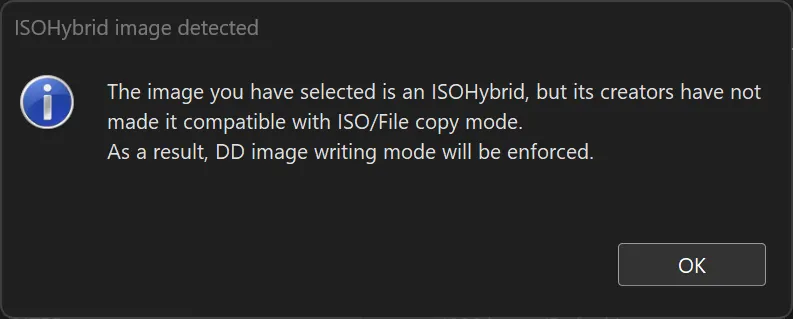 ISOHybrid image detected
The image you have selected is an ISOHybrid, but its creators have not
made it compatible with ISO/File copy mode.
As a result, DD image writing mode will be enforced.
OK